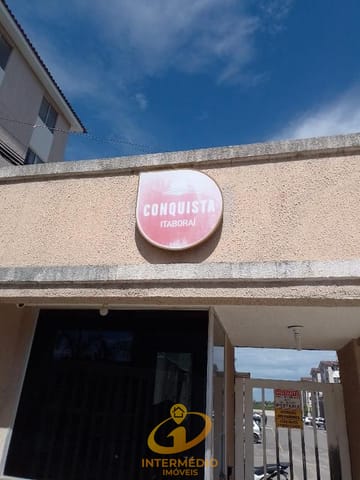 CONQUISTA
ITABORAÍ
INTERMÉDIO
IMÓVEIS